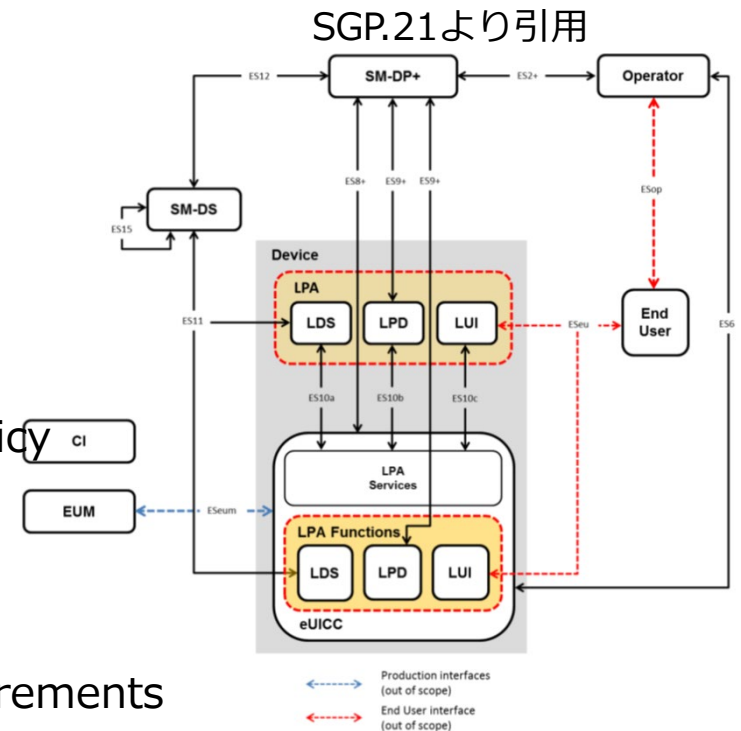 SGP.21より引用
ES12
SM-DP+
ES2+
Operator
ES8+
ES9+
ES9+
ESop
SM-DS
ES15
Device
LPA
LDS
LPD
LUI
ES11
ESeu
End
User
ES6
ES10a
ES10b
ES10c
icy
CI
LPA
Services
EUM
ESeum
LPA Functions
LDS
LPD
LUI
eUICC
rements
Production interfaces
(out of scope)
End User interface
(out of scope)